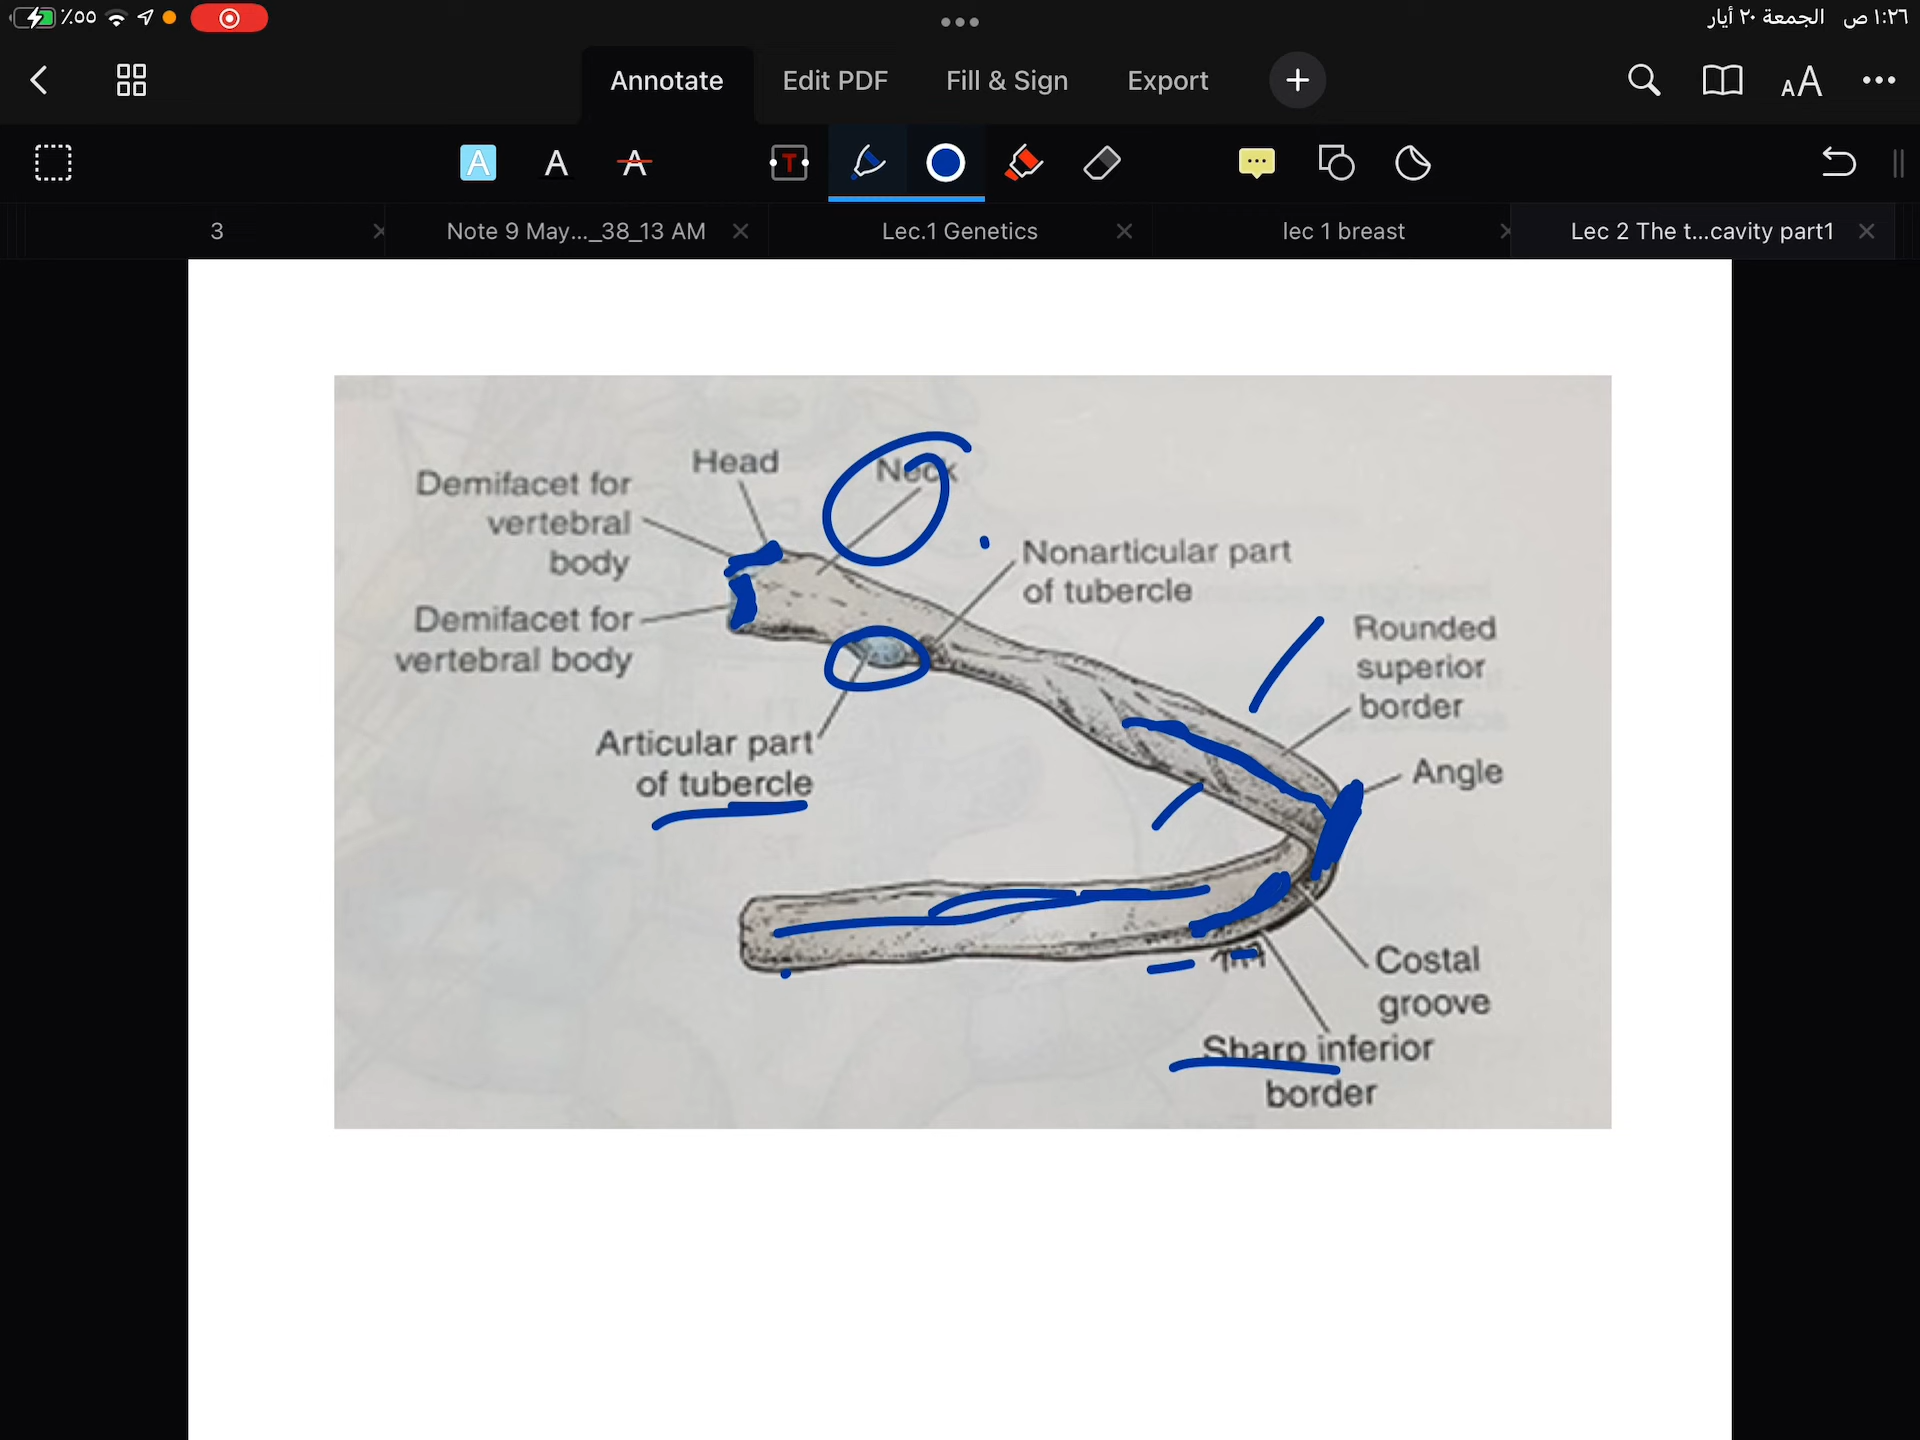 ٪٥٥
١:٢٦ ص الجمعة ٢٠ أيار
Annotate
Edit PDF
Fill & Sign
Export
AA
A
A
A
T
3
Note 9 May..._38_13 AM
Lec.1 Genetics
lec 1 breast
Lec 2 The t...cavity part1
Head
Neck
Demifacet for
vertebral
body
Nonarticular part
of tubercle
Demifacet for
vertebral body
Rounded
superior
border
Articular part
of tubercle
Angle
Costal
groove
Sharp inferior
border